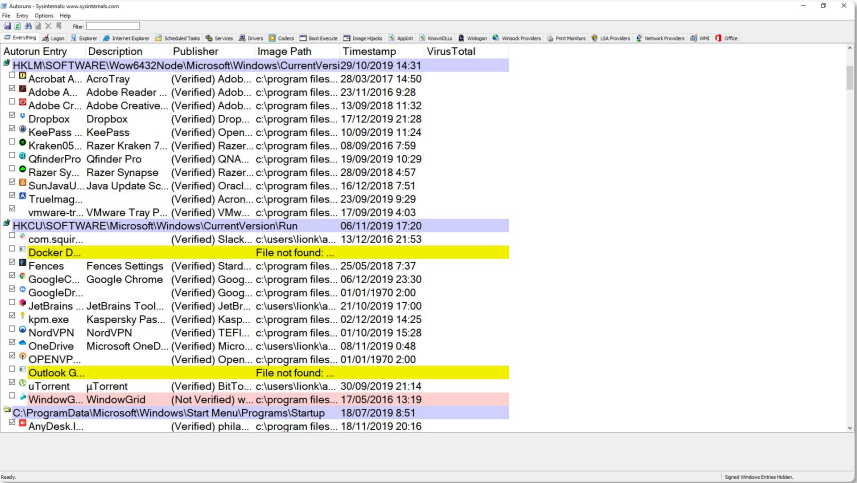 Autoruns - Sysinternals: www.sysinternals.com
File Entry Options Help
Filter:
Everything Logon Explorer Internet Explorer Scheduled Tasks Services Drivers Codecs Boot Execute Image Hijacks AppInit KnownDLLs Winlogon Winsock Providers Print Monitors LSA Providers Network Providers WMI Office
Autorun Entry Description Publisher Image Path Timestamp VirusTotal
HKLM\SOFTWARE\Wow6432Node\Microsoft\Windows\CurrentVersi 29/10/2019 14:31
Acrobat A... AcroTray (Verified) Adob... c:\program files... 28/03/2017 14:50
Adobe A... Adobe Reader ... (Verified) Adob... c:\program files... 23/11/2016 9:28
Adobe Cr... Adobe Creative... (Verified) Adob... c:\program files... 13/09/2018 11:32
Dropbox Dropbox (Verified) Drop... c:\program files... 17/12/2019 21:28
KeePass ... KeePass (Verified) Open... c:\program files... 10/09/2019 11:24
Kraken05... Razer Kraken 7... (Verified) Razer... c:\program files... 08/09/2016 7:59
QfinderPro Qfinder Pro (Verified) QNA... c:\program files... 19/09/2019 10:29
Razer Sy... Razer Synapse (Verified) Razer... c:\program files... 28/09/2018 4:57
SunJavaU... Java Update Sc... (Verified) Oracl... c:\program files... 16/12/2018 7:51
TrueImag... (Verified) Acron... c:\program files... 23/09/2019 9:29
vmware-tr... VMware Tray P... (Verified) VMw... c:\program files... 17/09/2019 4:03
HKCU\SOFTWARE\Microsoft\Windows\CurrentVersion\Run 06/11/2019 17:20
com.squir... (Verified) Slack... c:\users\lionk\a... 13/12/2016 21:53
Docker D... File not found: ...
Fences Fences Settings (Verified) Stard... c:\program files... 25/05/2018 7:37
GoogleC... Google Chrome (Verified) Goog... c:\program files... 06/12/2019 23:30
GoogleDr... (Verified) Goog... c:\program files... 01/01/1970 2:00
JetBrains ... JetBrains Tool... (Verified) JetBr... c:\users\lionk\a... 21/10/2019 17:00
kpm.exe Kaspersky Pas... (Verified) Kasp... c:\program files... 02/12/2019 14:25
NordVPN NordVPN (Verified) TEFI... c:\program files... 01/10/2019 15:28
OneDrive Microsoft OneD... (Verified) Micro... c:\users\lionk\a... 08/11/2019 0:48
OPENVP... (Verified) Open... c:\program files... 01/01/1970 2:00
Outlook G... File not found: ...
uTorrent µTorrent (Verified) BitTo... c:\users\lionk\a... 30/09/2019 21:14
WindowG... WindowGrid (Not Verified) w... c:\program files... 17/05/2016 13:19
C:\ProgramData\Microsoft\Windows\Start Menu\Programs\Startup 18/07/2019 8:51
AnyDesk.l... (Verified) phila... c:\program files... 18/11/2019 20:16
Ready. Signed Windows Entries Hidden.